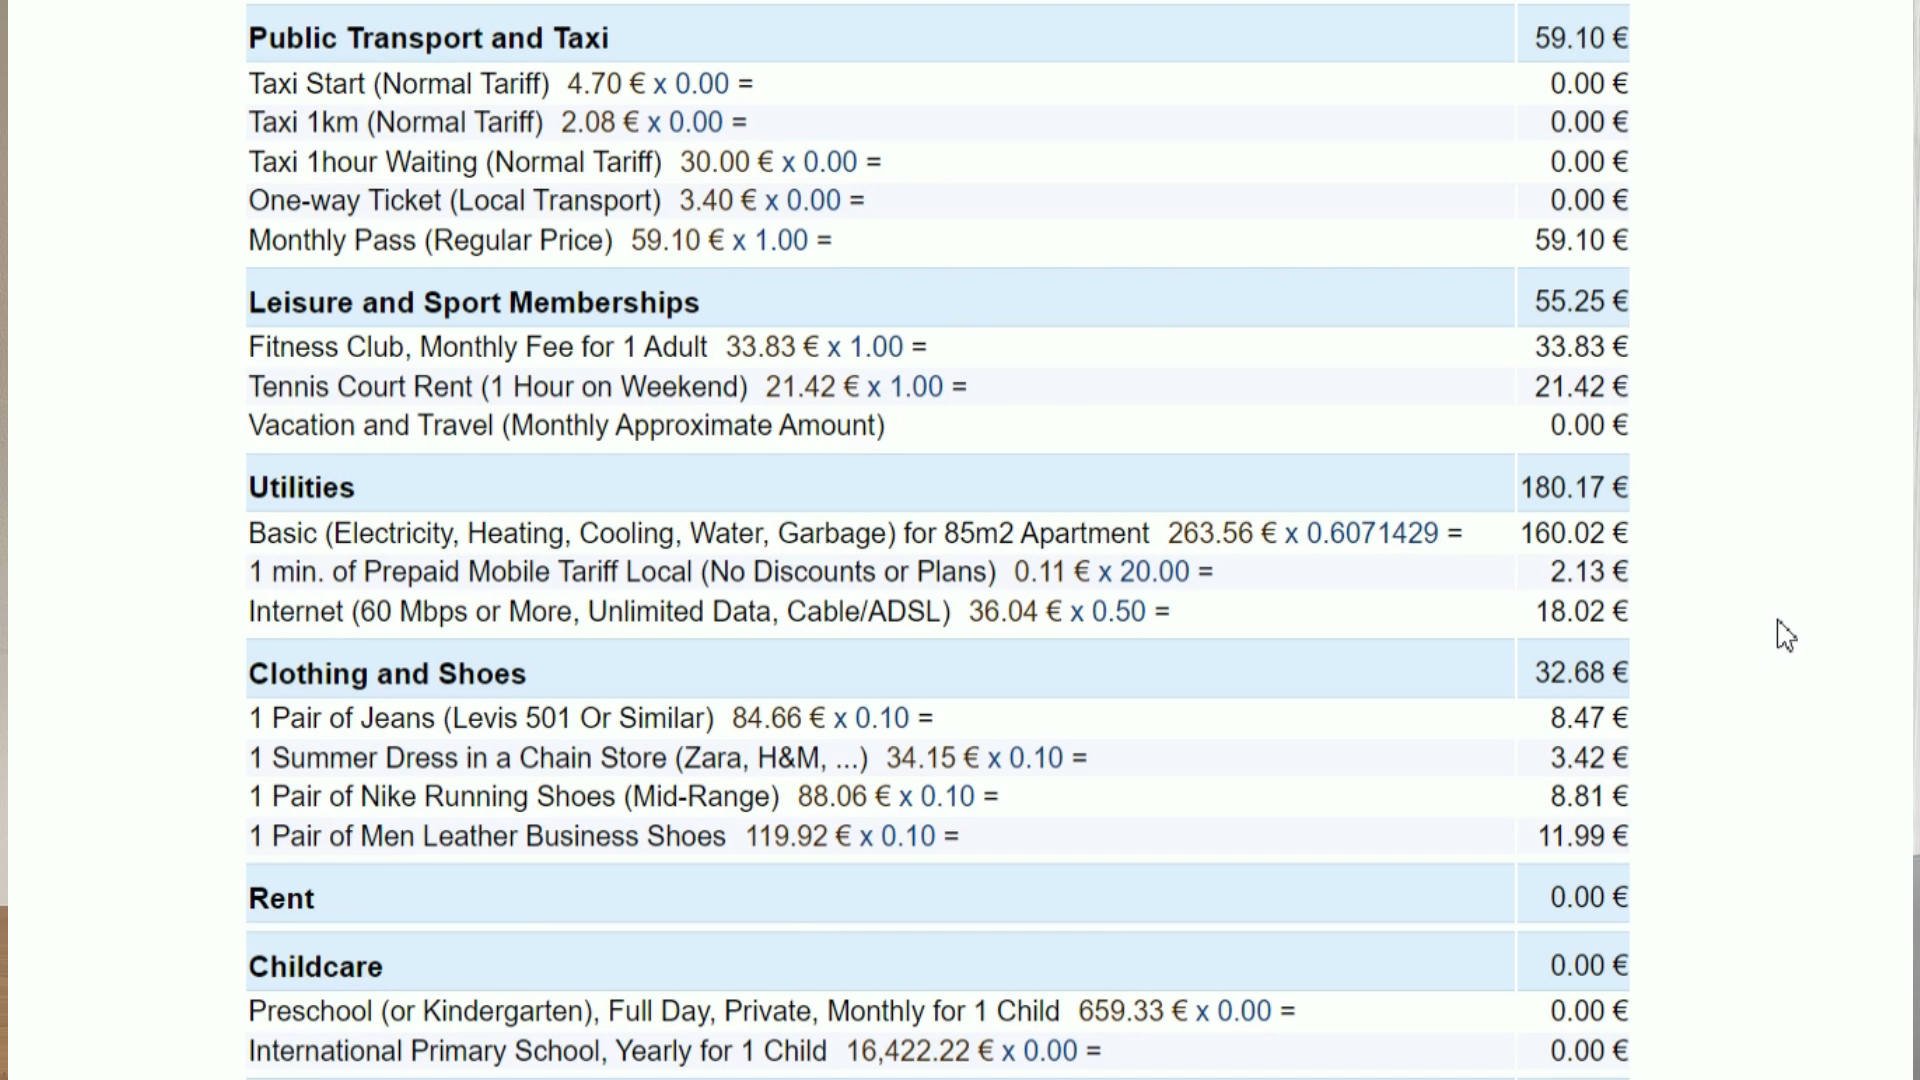 Public Transport and Taxi 59.10 €
Taxi Start (Normal Tariff) 4.70 € x 0.00 = 0.00 €
Taxi 1km (Normal Tariff) 2.08 € x 0.00 = 0.00 €
Taxi 1hour Waiting (Normal Tariff) 30.00 € x 0.00 = 0.00 €
One-way Ticket (Local Transport) 3.40 € x 0.00 = 0.00 €
Monthly Pass (Regular Price) 59.10 € x 1.00 = 59.10 €
Leisure and Sport Memberships 55.25 €
Fitness Club, Monthly Fee for 1 Adult 33.83 € x 1.00 = 33.83 €
Tennis Court Rent (1 Hour on Weekend) 21.42 € x 1.00 = 21.42 €
Vacation and Travel (Monthly Approximate Amount) 0.00 €
Utilities 180.17 €
Basic (Electricity, Heating, Cooling, Water, Garbage) for 85m2 Apartment 263.56 € x 0.6071429 = 160.02 €
1 min. of Prepaid Mobile Tariff Local (No Discounts or Plans) 0.11 € x 20.00 = 2.13 €
Internet (60 Mbps or More, Unlimited Data, Cable/ADSL) 36.04 € x 0.50 = 18.02 €
Clothing and Shoes 32.68 €
1 Pair of Jeans (Levis 501 Or Similar) 84.66 € x 0.10 = 8.47 €
1 Summer Dress in a Chain Store (Zara, H&M, ...) 34.15 € x 0.10 = 3.42 €
1 Pair of Nike Running Shoes (Mid-Range) 88.06 € x 0.10 = 8.81 €
1 Pair of Men Leather Business Shoes 119.92 € x 0.10 = 11.99 €
Rent 0.00 €
Childcare 0.00 €
Preschool (or Kindergarten), Full Day, Private, Monthly for 1 Child 659.33 € x 0.00 = 0.00 €
International Primary School, Yearly for 1 Child 16,422.22 € x 0.00 = 0.00 €